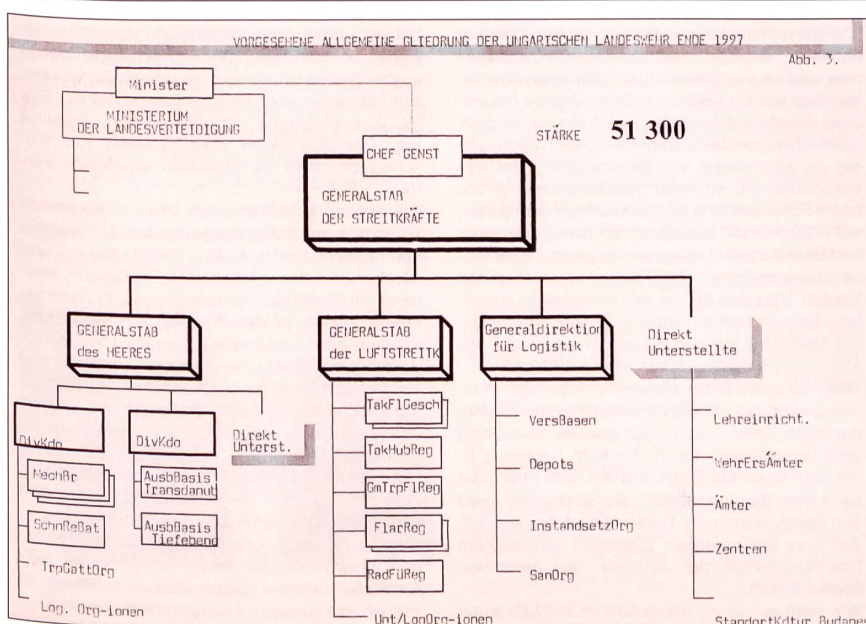 VORGESEHENE ALLGEMEINE GLIEDRUNG DER UNGARISCHEN LANDESWEHR ENDE 1997
Abb. 3.
Minister
MINISTERIUM
DER LANDESVERTEIDIGUNG
STÄRKE 51 300
CHEF GENST
GENERALSTAB
DER STREITKRÄFTE
GENERALSTAB
des HEERES
GENERALSTAB
der LUFTSTREITK
Generaldirektion
für Logistik
Direkt
Unterstellte
DivKdo
MechBr
SchnReBat
TrpGattOrg
Log. Org-ionen
DivKdo
AusbBasis
Transdanub
AusbBasis
Tiefebene
Direkt
Unterst.
TakFlGesch
TakHubReg
GmTrpFlReg
FlarReg
RadFüReg
Unt/LogOrg-ionen
VersBasen
Depots
InstandsetzOrg
SanOrg
Lehreinricht.
WehrErsÄmter
Ämter
Zentren
StandortKdtur Budapest